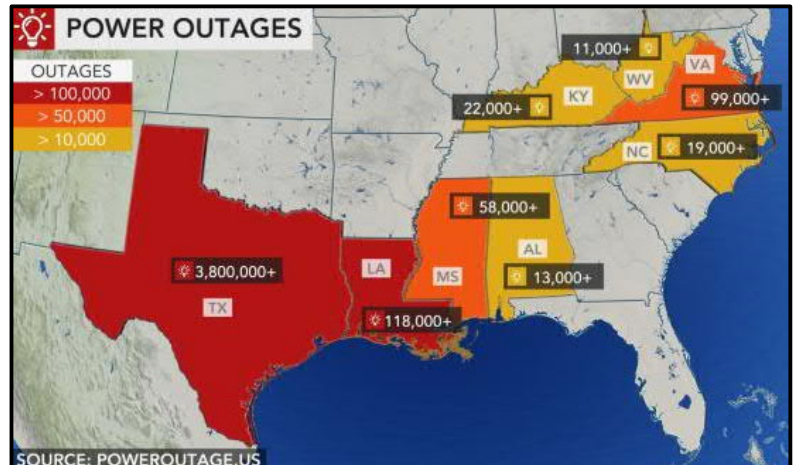 POWER OUTAGES
OUTAGES
> 100,000
> 50,000
> 10,000
11,000+
VA
WV
KY
99,000+
22,000+
NC
19,000+
58,000+
AL
LA
3,800,000+
MS
13,000+
TX
118,000+
SOURCE: POWEROUTAGE.US